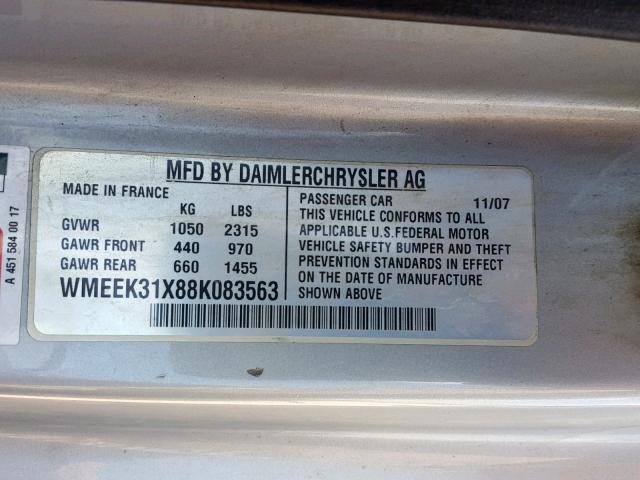 MFD BY DAIMLERCHRYSLER AG
MADE IN FRANCE
KG LBS
GVWR 1050 2315
GAWR FRONT 440 970
GAWR REAR 660 1455
WMEEK31X88K083563
PASSENGER CAR 11/07
THIS VEHICLE CONFORMS TO ALL
APPLICABLE U.S.FEDERAL MOTOR
VEHICLE SAFETY BUMPER AND THEFT
PREVENTION STANDARDS IN EFFECT
ON THE DATE OF MANUFACTURE
SHOWN ABOVE
A 451 584 00 17